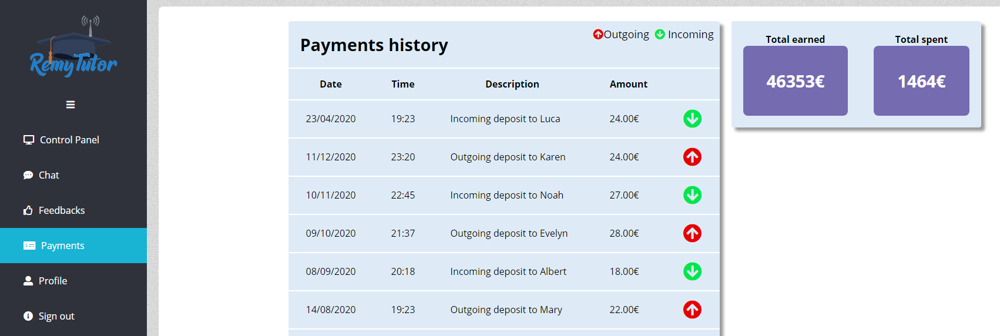 RemyTutor
Control Panel
Chat
Feedbacks
Payments
Profile
Sign out
Payments history
Outgoing Incoming
Date Time Description Amount
23/04/2020 19:23 Incoming deposit to Luca 24.00€
11/12/2020 23:20 Outgoing deposit to Karen 24.00€
10/11/2020 22:45 Incoming deposit to Noah 27.00€
09/10/2020 21:37 Outgoing deposit to Evelyn 28.00€
08/09/2020 20:18 Incoming deposit to Albert 18.00€
14/08/2020 19:23 Outgoing deposit to Mary 22.00€
Total earned Total spent
46353€ 1464€